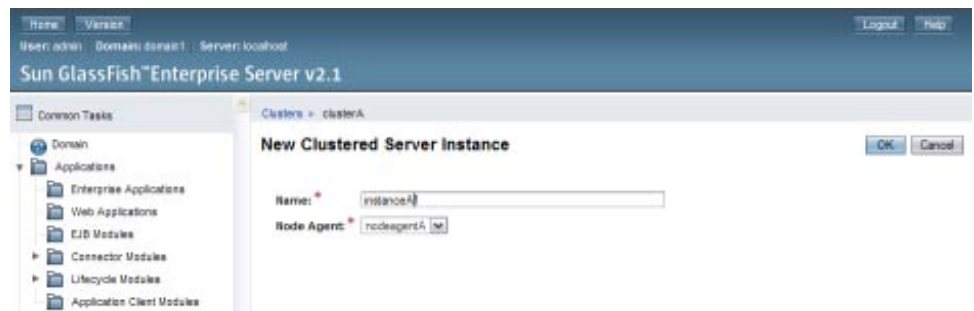 Home Version Logout Help
User: admin Domain: domain1 Server: localhost
Sun GlassFish™ Enterprise Server v2.1
Common Tasks
Domain
Applications
Enterprise Applications
Web Applications
EJB Modules
Connector Modules
Lifecycle Modules
Application Client Modules
Clusters > clusterA
New Clustered Server Instance
OK Cancel
Name: * instanceA
Node Agent: * nodeagentA